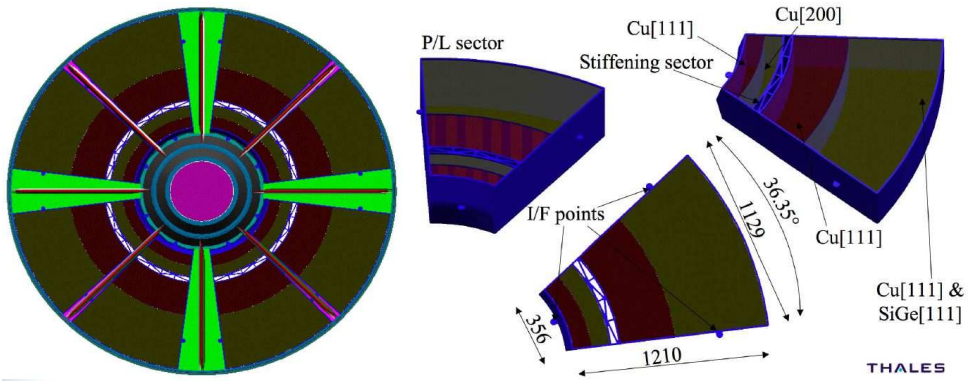 P/L sector
Cu[111]
Cu[200]
Stiffening sector
I/F points
36.35°
1129
Cu[111]
356
1210
Cu[111] &
SiGe[111]
THALES